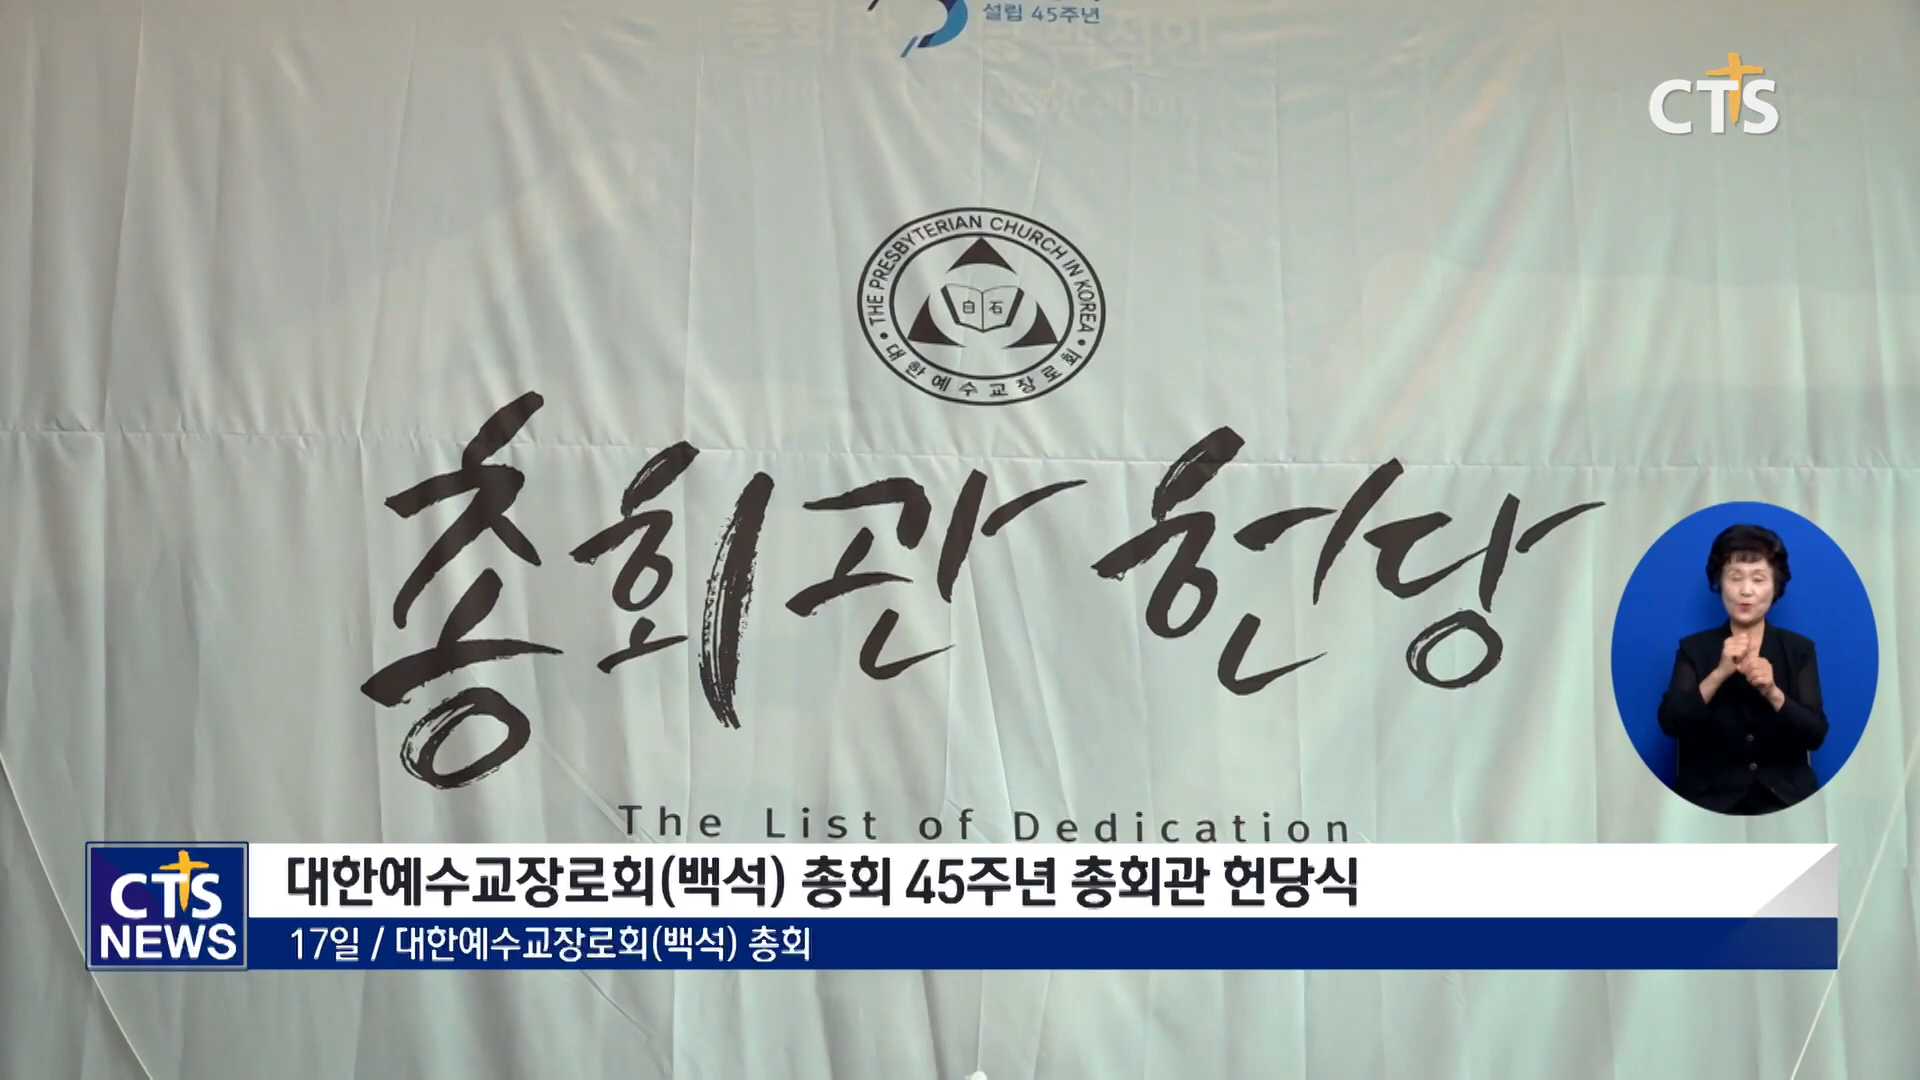 설립 45주년
CTS
THE PRESBYTERIAN CHURCH IN KOREA
白石
대한예수교장로회
총회관 헌당
The List of Dedication
CTS NEWS
대한예수교장로회(백석) 총회 45주년 총회관 헌당식
17일 / 대한예수교장로회(백석) 총회